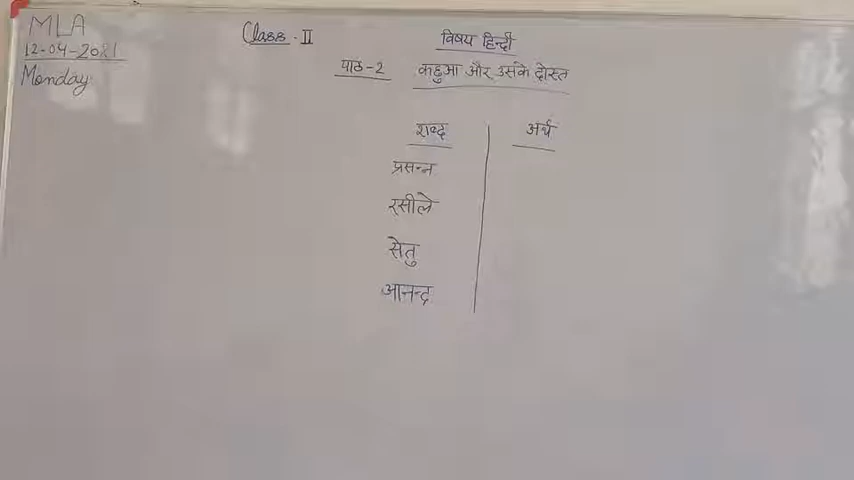 MLA
12-04-2021
Monday
Class - II
विषय हिन्दी
पाठ-2 कछुआ और उसके दोस्त
शब्द अर्थ
प्रसन्न
रसीले
सेतु
आनन्द